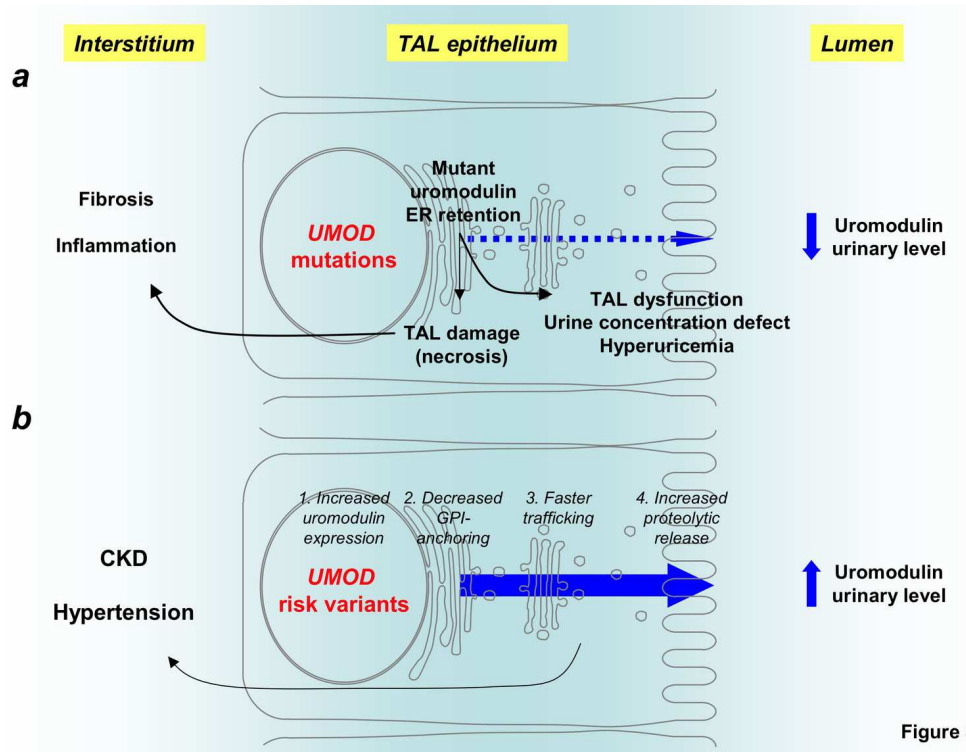 Interstitium
TAL epithelium
Lumen
a
Fibrosis
Inflammation
UMOD
mutations
Mutant
uromodulin
ER retention
TAL damage
(necrosis)
TAL dysfunction
Urine concentration defect
Hyperuricemia
Uromodulin
urinary level
b
CKD
Hypertension
1. Increased
uromodulin
expression
2. Decreased
GPI-
anchoring
3. Faster
trafficking
4. Increased
proteolytic
release
UMOD
risk variants
Uromodulin
urinary level
Figure